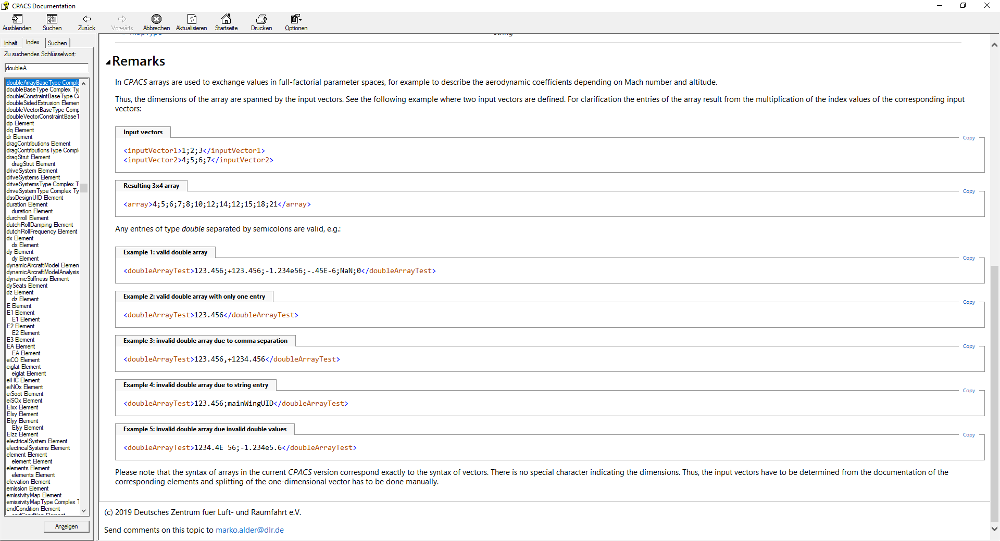 CPACS Documentation
Ausblenden Suchen Zurück Vorwärts Abbrechen Aktualisieren Startseite Drucken Optionen
Inhalt Index Suchen
Zu suchendes Schlüsselwort:
doubleA
doubleArrayBaseType Comple
doubleBaseType Complex Ty
doubleConstraintBaseType Co
doubleSidedExtrusion Elemen
doubleVectorBaseType Comp
doubleVectorConstraintBaseT
dp Element
dq Element
dr Element
dragContributions Element
dragContributionsType Comple
dragStrut Element
dragStrut Element
driveSystem Element
driveSystems Element
driveSystemsType Complex T
driveSystemType Complex Ty
dssDesignUID Element
duration Element
duration Element
durchroll Element
dutchRollDamping Element
dutchRollFrequency Element
dx Element
dx Element
dy Element
dy Element
dynamicAircraftModel Elemen
dynamicAircraftModelAnalysis
dynamicStiffness Element
dySeats Element
dz Element
dz Element
E Element
E1 Element
E1 Element
E2 Element
E2 Element
E3 Element
EA Element
EA Element
eiCO Element
eiglat Element
eiglat Element
eiHC Element
eiNOx Element
eiSoot Element
eiSOx Element
EIxx Element
EIxy Element
EIyy Element
EIyy Element
EIzz Element
electricalSystem Element
electricalSystems Element
element Element
element Element
elements Element
elements Element
elevation Element
emission Element
emissivityMap Element
emissivityMapType Complex T
endCondition Element
endCondition Element
Anzeigen
mapType string
Remarks
In CPACS arrays are used to exchange values in full-factorial parameter spaces, for example to describe the aerodynamic coefficients depending on Mach number and altitude.
Thus, the dimensions of the array are spanned by the input vectors. See the following example where two input vectors are defined. For clarification the entries of the array result from the multiplication of the index values of the corresponding input
vectors:
Input vectors
Copy
<inputVector1>1;2;3</inputVector1>
<inputVector2>4;5;6;7</inputVector2>
Resulting 3x4 array
Copy
<array>4;5;6;7;8;10;12;14;12;15;18;21</array>
Any entries of type double separated by semicolons are valid, e.g.:
Example 1: valid double array
Copy
<doubleArrayTest>123.456;+123.456;-1.234e56;-.45E-6;NaN;0</doubleArrayTest>
Example 2: valid double array with only one entry
Copy
<doubleArrayTest>123.456</doubleArrayTest>
Example 3: invalid double array due to comma separation
Copy
<doubleArrayTest>123.456,+1234.456</doubleArrayTest>
Example 4: invalid double array due to string entry
Copy
<doubleArrayTest>123.456;mainWingUID</doubleArrayTest>
Example 5: invalid double array due invalid double values
Copy
<doubleArrayTest>1234.4E 56;-1.234e5.6</doubleArrayTest>
Please note that the syntax of arrays in the current CPACS version correspond exactly to the syntax of vectors. There is no special character indicating the dimensions. Thus, the input vectors have to be determined from the documentation of the
corresponding elements and splitting of the one-dimensional vector has to be done manually.
(c) 2019 Deutsches Zentrum fuer Luft- und Raumfahrt e.V.
Send comments on this topic to marko.alder@dlr.de